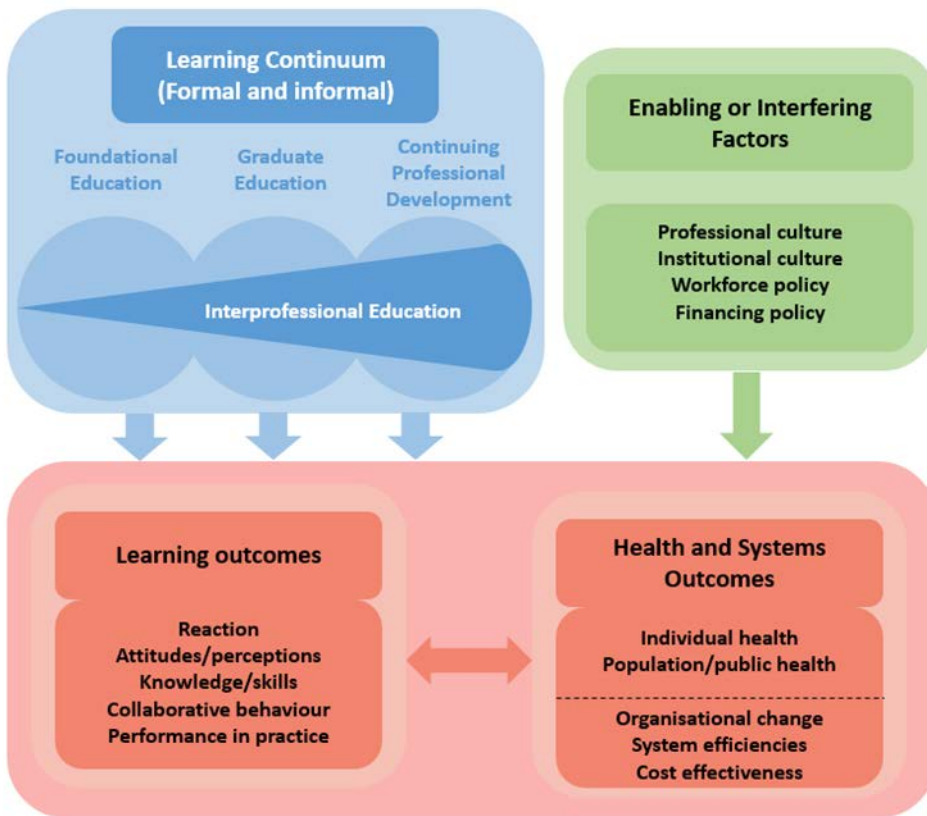 Learning Continuum
(Formal and informal)
Foundational
Education
Graduate
Education
Continuing
Professional
Development
Interprofessional Education
Enabling or Interfering
Factors
Professional culture
Institutional culture
Workforce policy
Financing policy
Learning outcomes
Reaction
Attitudes/perceptions
Knowledge/skills
Collaborative behaviour
Performance in practice
Health and Systems
Outcomes
Individual health
Population/public health
Organisational change
System efficiencies
Cost effectiveness